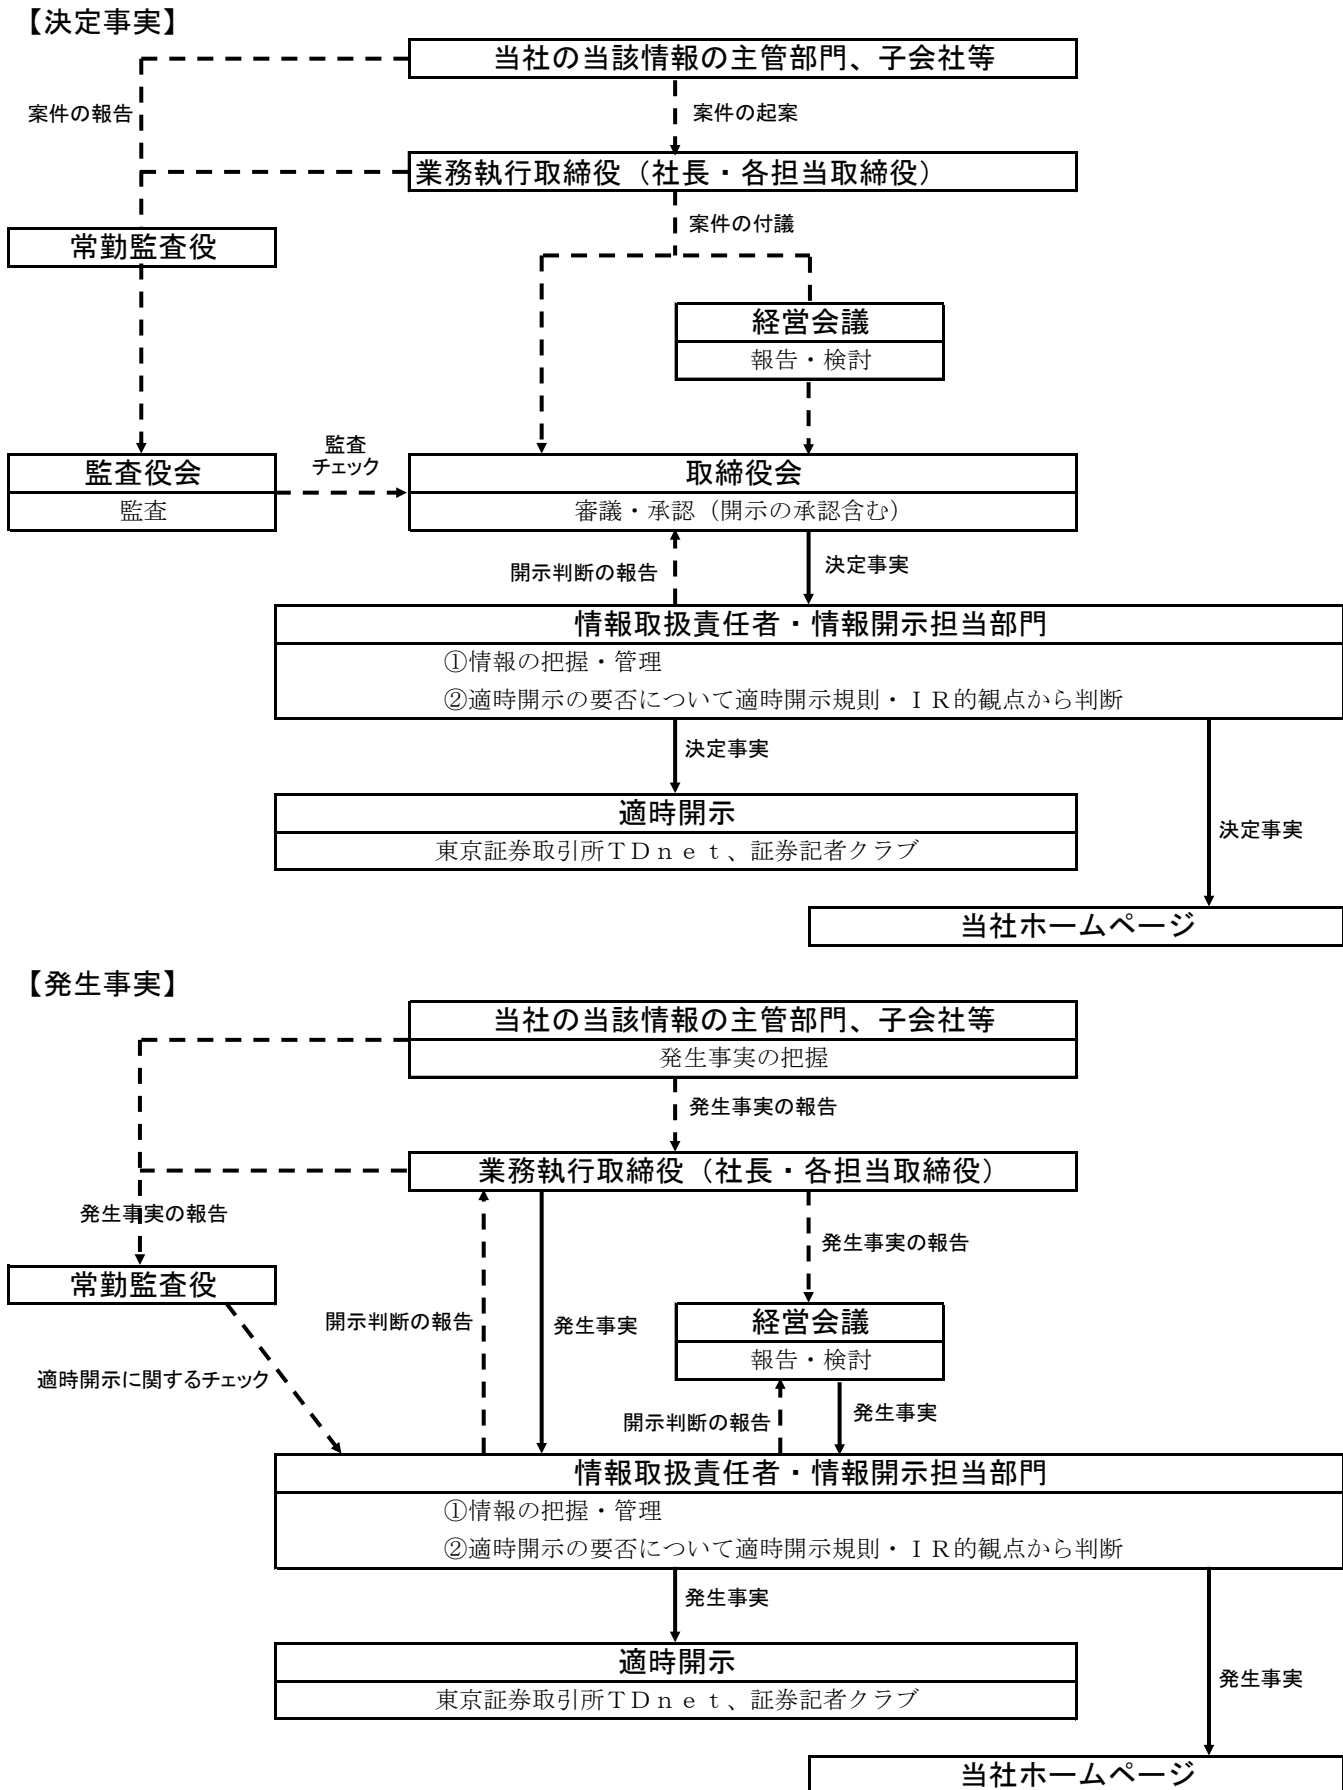 【決定事実】
当社の当該情報の主管部門、子会社等
案件の報告
案件の起案
業務執行取締役（社長・各担当取締役）
案件の付議
常勤監査役
経営会議
報告・検討
監査
チェック
監査役会
監査
取締役会
審議・承認（開示の承認含む）
開示判断の報告
決定事実
情報取扱責任者・情報開示担当部門
①情報の把握・管理
②適時開示の要否について適時開示規則・ＩＲ的観点から判断
決定事実
適時開示
東京証券取引所ＴＤｎｅｔ、証券記者クラブ
決定事実
当社ホームページ
【発生事実】
当社の当該情報の主管部門、子会社等
発生事実の把握
発生事実の報告
業務執行取締役（社長・各担当取締役）
発生事実の報告
発生事実の報告
常勤監査役
開示判断の報告
発生事実
経営会議
報告・検討
適時開示に関するチェック
開示判断の報告
発生事実
情報取扱責任者・情報開示担当部門
①情報の把握・管理
②適時開示の要否について適時開示規則・ＩＲ的観点から判断
発生事実
適時開示
東京証券取引所ＴＤｎｅｔ、証券記者クラブ
発生事実
当社ホームページ